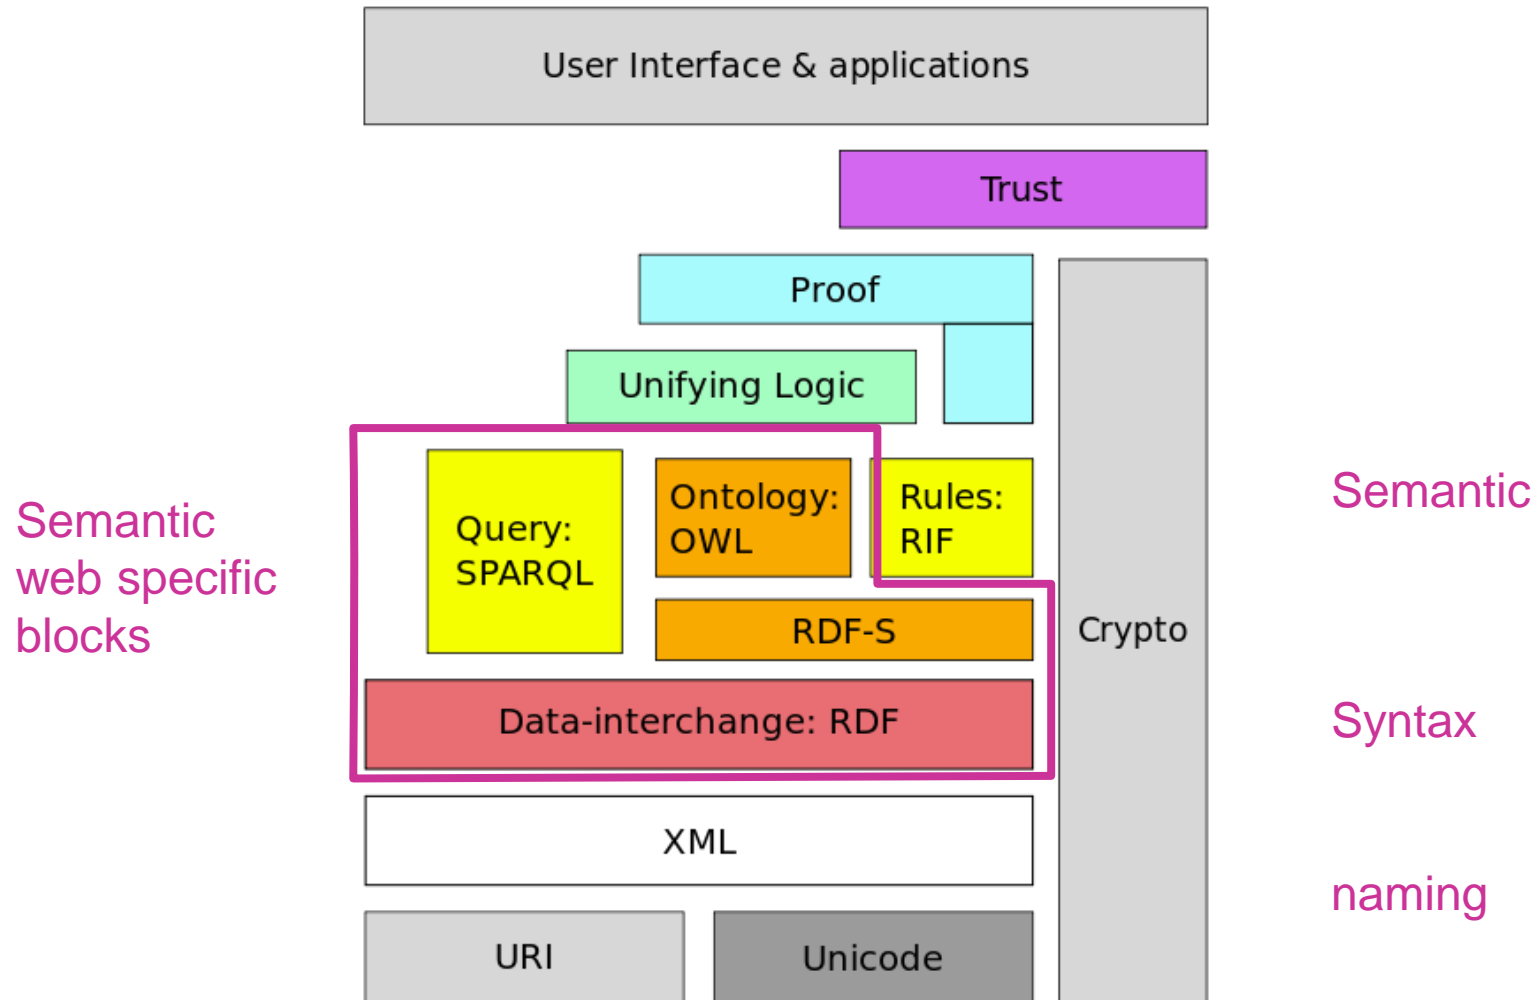 User Interface & applications
Trust
Proof
Unifying Logic
Semantic
web specific
blocks
Query:
SPARQL
Ontology:
OWL
Rules:
RIF
RDF-S
Data-interchange: RDF
Crypto
XML
URI
Unicode
Semantic
Syntax
naming